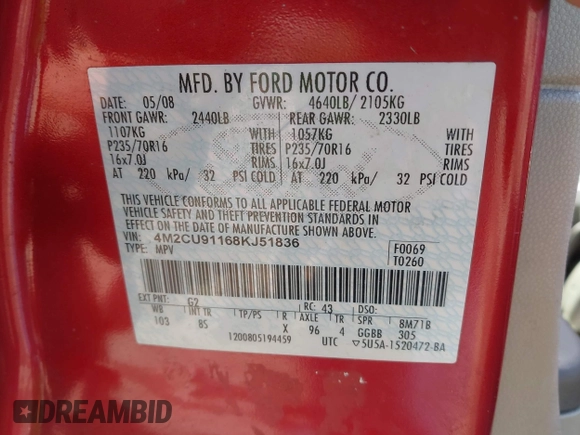 MFD. BY FORD MOTOR CO.
DATE: 05/08 GVWR: 4640LB/ 2105KG
FRONT GAWR: 2440LB REAR GAWR: 2330LB
1107KG WITH 1057KG WITH
P235/70R16 TIRES P235/70R16 TIRES
16x7.0J RIMS 16x7.0J RIMS
AT 220 kPa/ 32 PSI COLD AT 220 kPa/ 32 PSI COLD
THIS VEHICLE CONFORMS TO ALL APPLICABLE FEDERAL MOTOR
VEHICLE SAFETY AND THEFT PREVENTION STANDARDS IN
EFFECT ON THE DATE OF MANUFACTURE SHOWN ABOVE.
VIN: 4M2CU91168KJ51836 F0069
TYPE: MPV T0260
EXT PNT: G2 RC: 43 DSO:
WB INT TR TP/PS R AXLE TR 8M71B
103 BS X 96 4 GGBB 305
1200805194459 UTC ▽5U5A-1520472-BA
DREAMBID